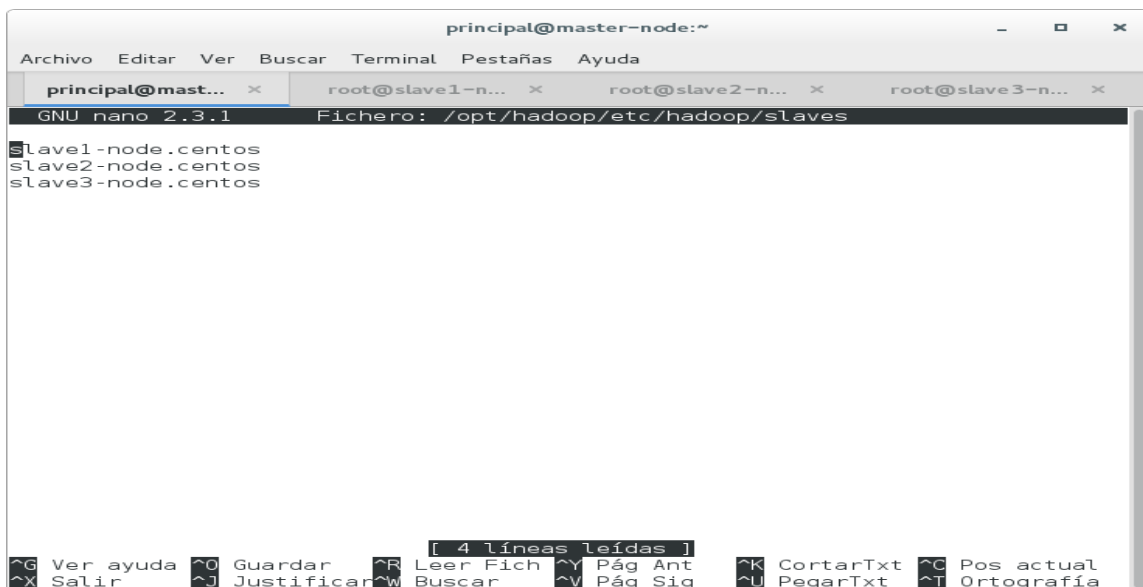 principal@master-node:~
Archivo Editar Ver Buscar Terminal Pestañas Ayuda
principal@mast... × root@slave1-n... × root@slave2-n... × root@slave3-n... ×
GNU nano 2.3.1 Fichero: /opt/hadoop/etc/hadoop/slaves
slave1-node.centos
slave2-node.centos
slave3-node.centos
[ 4 líneas leídas ]
^G Ver ayuda ^O Guardar ^R Leer Fich ^Y Pág Ant ^K CortarTxt ^C Pos actual
^X Salir ^J Justificar ^W Buscar ^V Pág Sig ^U PegarTxt ^T Ortografía